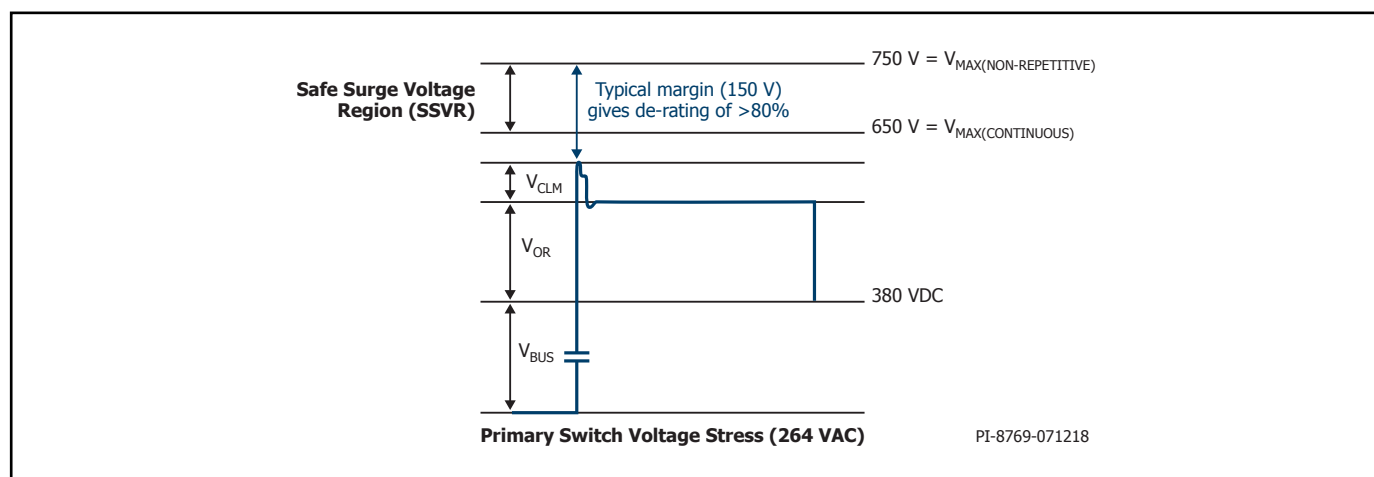 750 V = VMAX(NON-REPETITIVE)
Safe Surge Voltage
Region (SSVR)
Typical margin (150 V)
gives de-rating of >80%
650 V = VMAX(CONTINUOUS)
VCLM
VOR
380 VDC
VBUS
Primary Switch Voltage Stress (264 VAC)
PI-8769-071218